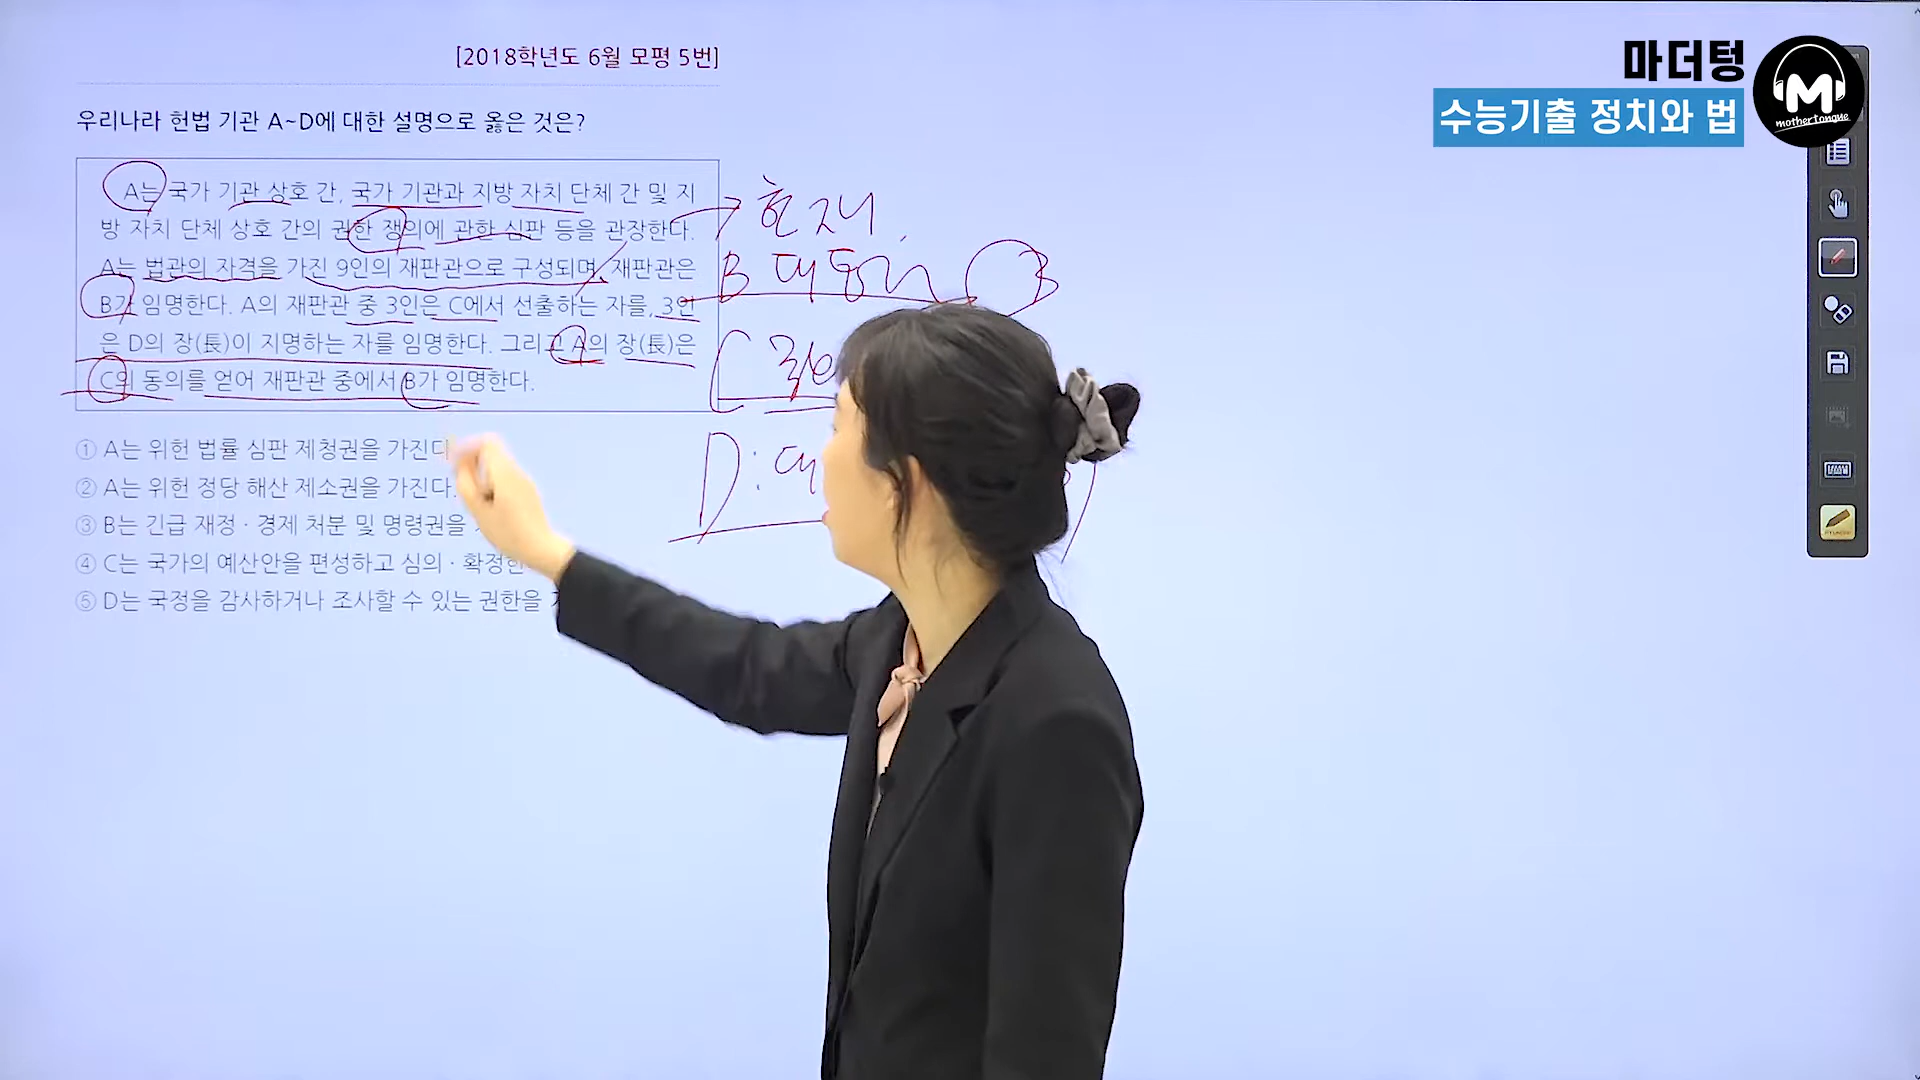 [2018학년도 6월 모평 5번]
마더텅
수능기출 정치와 법
mothertongue
우리나라 헌법 기관 A~D에 대한 설명으로 옳은 것은?
A는 국가 기관 상호 간, 국가 기관과 지방 자치 단체 간 및 지
방 자치 단체 상호 간의 권한 쟁의에 관한 심판 등을 관장한다.
A는 법관의 자격을 가진 9인의 재판관으로 구성되며, 재판관은
B가 임명한다. A의 재판관 중 3인은 C에서 선출하는 자를, 3인
은 D의 장(長)이 지명하는 자를 임명한다. 그리고 A의 장(長)은
C의 동의를 얻어 재판관 중에서 B가 임명한다.
헌재
B 대통령 B
C
D: 대
① A는 위헌 법률 심판 제청권을 가진다
② A는 위헌 정당 해산 제소권을 가진다.
③ B는 긴급 재정 · 경제 처분 및 명령권을
④ C는 국가의 예산안을 편성하고 심의 · 확정한
⑤ D는 국정을 감사하거나 조사할 수 있는 권한을